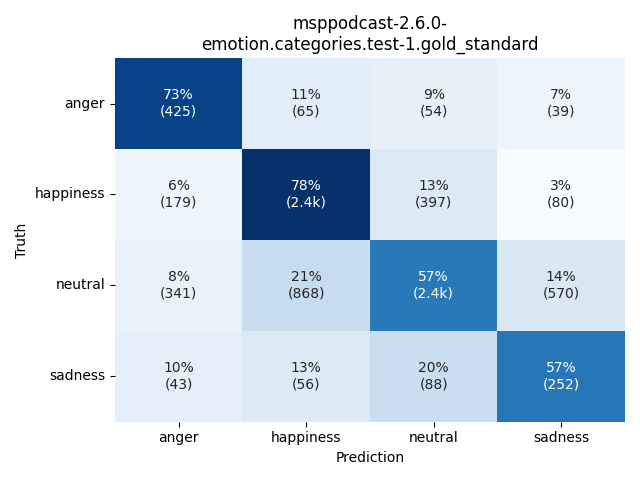 msppodcast-2.6.0-
emotion.categories.test-1.gold_standard
Truth
anger
73% 11% 9% 7%
(425) (65) (54) (39)
happiness
6% 78% 13% 3%
(179) (2.4k) (397) (80)
neutral
8% 21% 57% 14%
(341) (868) (2.4k) (570)
sadness
10% 13% 20% 57%
(43) (56) (88) (252)
anger happiness neutral sadness
Prediction